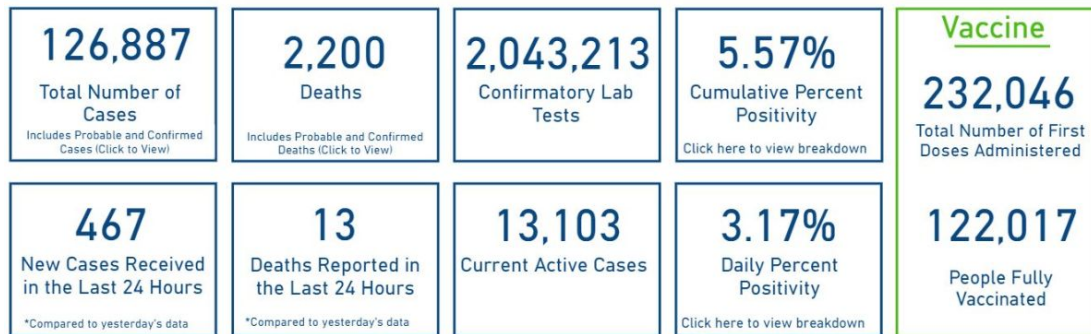 126,887
Total Number of
Cases
Includes Probable and Confirmed
Cases (Click to View)
2,200
Deaths
Includes Probable and Confirmed
Deaths (Click to View)
2,043,213
Confirmatory Lab
Tests
5.57%
Cumulative Percent
Positivity
Click here to view breakdown
467
New Cases Received
in the Last 24 Hours
*Compared to yesterday's data
13
Deaths Reported in
the Last 24 Hours
*Compared to yesterday's data
13,103
Current Active Cases
3.17%
Daily Percent
Positivity
Click here to view breakdown
Vaccine
232,046
Total Number of First
Doses Administered
122,017
People Fully
Vaccinated